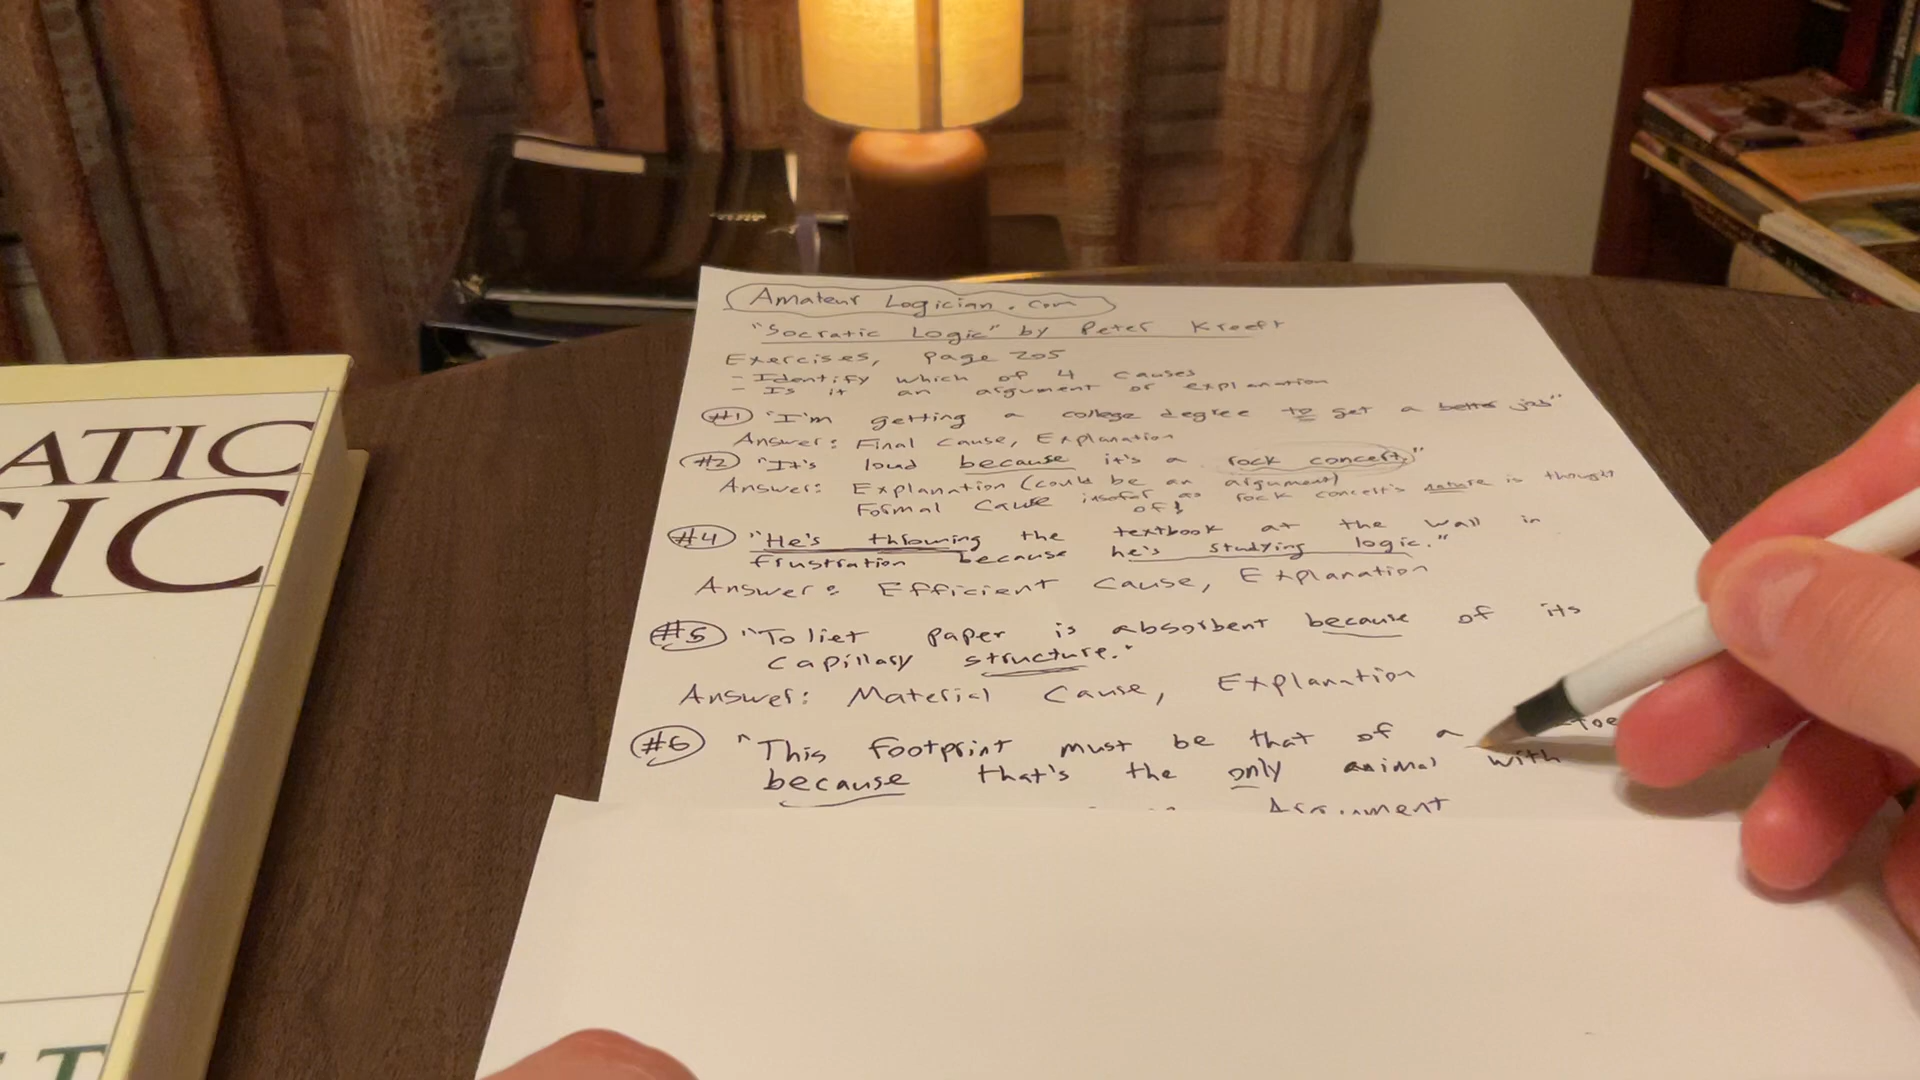 Amateur Logician.com
"Socratic Logic" by Peter Kreeft
Exercises, page 205
- Identify which of 4 causes
- Is it an argument or explanation
#1 "I'm getting a college degree to get a better job"
Answer: Final Cause, Explanation
#2 "It's loud because it's a rock concert."
Answer: Explanation (could be an argument)
Formal Cause insofar as rock concert's nature is thought
of!
#4 "He's throwing the textbook at the wall in
frustration because he's studying logic."
Answer: Efficient Cause, Explanation
#5 "Toliet paper is absorbent because of its
capillary structure."
Answer: Material Cause, Explanation
#6 "This footprint must be that of a toe
because that's the only animal with
Argument
ATIC
GIC
T